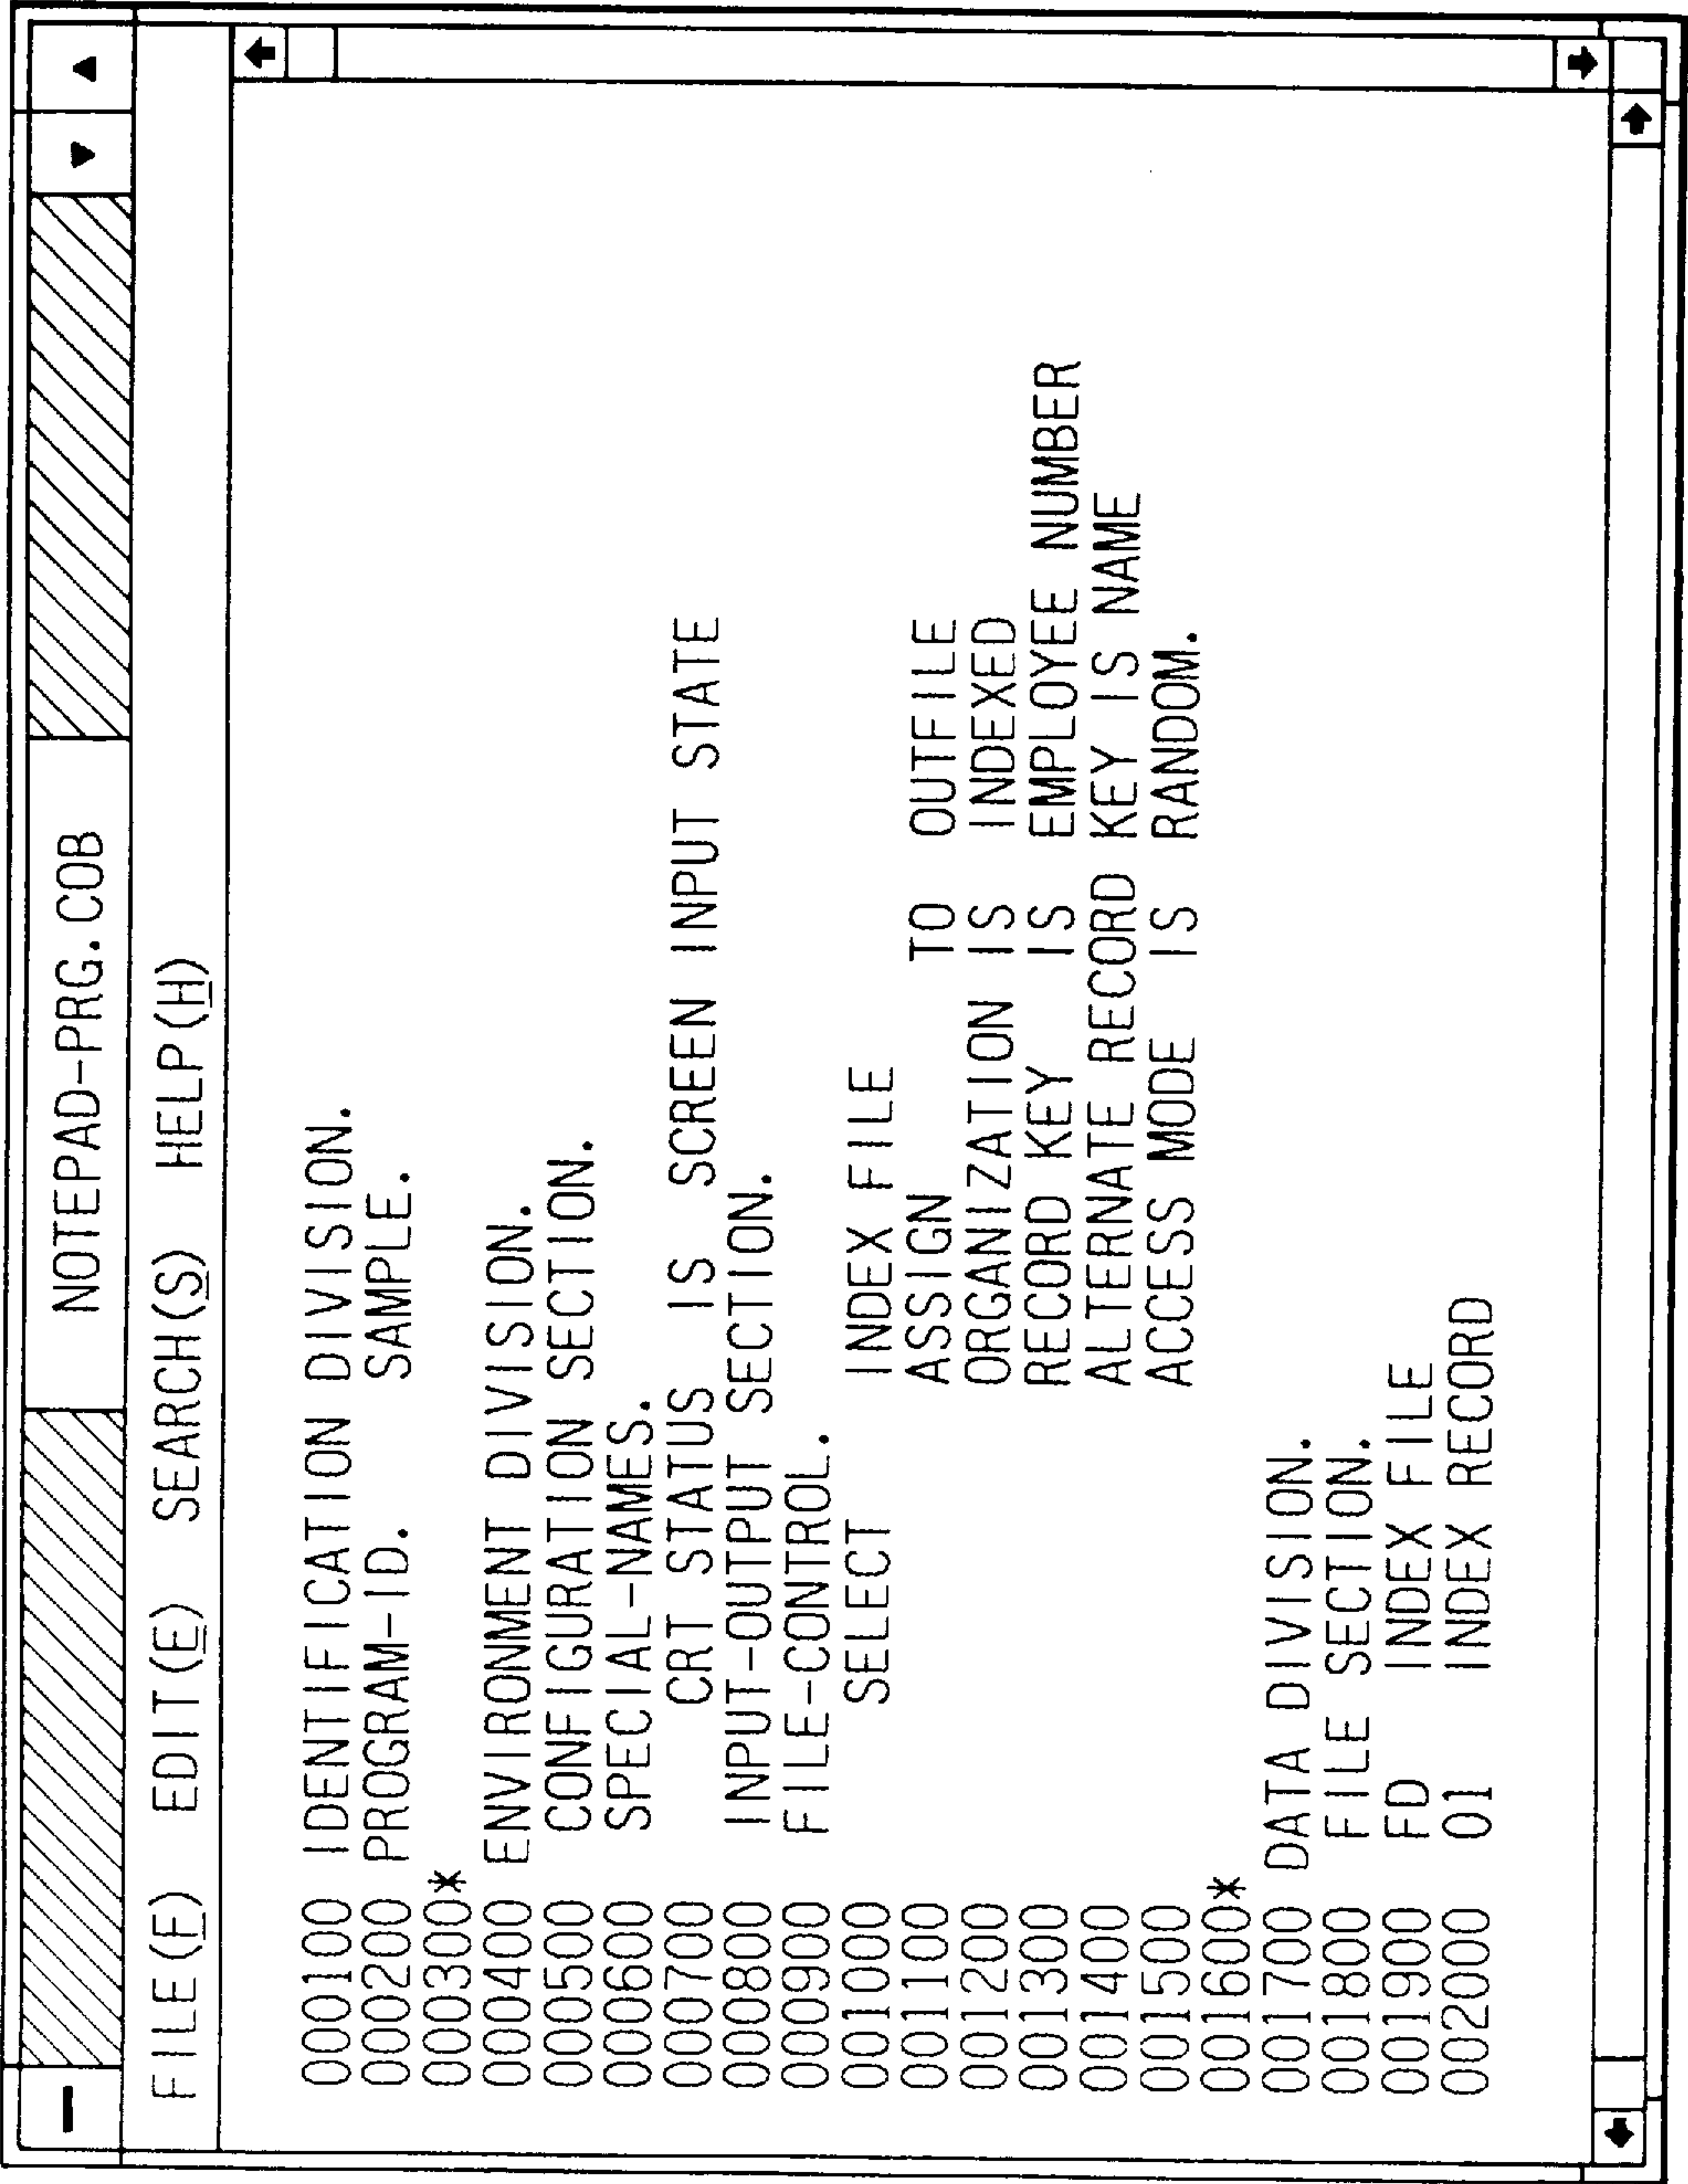 NOTEPAD-PRG.COB
FILE(F) EDIT(E) SEARCH(S) HELP(H)
000100 IDENTIFICATION DIVISION.
000200 PROGRAM-ID. SAMPLE.
000300*
000400 ENVIRONMENT DIVISION.
000500 CONFIGURATION SECTION.
000600 SPECIAL-NAMES.
000700 CRT STATUS IS SCREEN INPUT STATE
000800 INPUT-OUTPUT SECTION.
000900 FILE-CONTROL.
001000 SELECT INDEX FILE
001100 ASSIGN TO OUTFILE
001200 ORGANIZATION IS INDEXED
001300 RECORD KEY IS EMPLOYEE NUMBER
001400 ALTERNATE RECORD KEY IS NAME
001500 ACCESS MODE IS RANDOM.
001600*
001700 DATA DIVISION.
001800 FILE SECTION.
001900 FD INDEX FILE
002000 01 INDEX RECORD